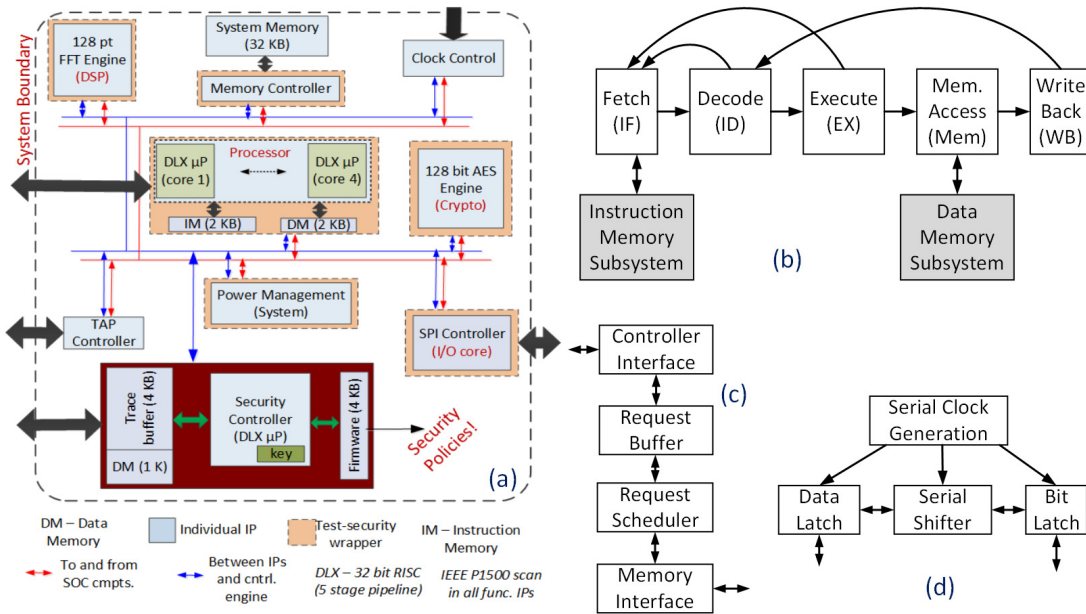 System Boundary
128 pt
FFT Engine
(DSP)
System Memory
(32 KB)
Memory Controller
Clock Control
Processor
DLX µP
(core 1)
DLX µP
(core 4)
IM (2 KB)
DM (2 KB)
128 bit AES
Engine
(Crypto)
Power Management
(System)
TAP
Controller
SPI Controller
(I/O core)
Trace
buffer (4 KB)
DM (1 K)
Security
Controller
(DLX µP)
key
Firmware (4 KB)
Security
Policies!
(a)
DM – Data
Memory
Individual IP
Test-security
wrapper
IM – Instruction
Memory
To and from
SOC cmpts.
Between IPs
and cntrl.
engine
DLX – 32 bit RISC
(5 stage pipeline)
IEEE P1500 scan
in all func. IPs
Fetch
(IF)
Decode
(ID)
Execute
(EX)
Mem.
Access
(Mem)
Write
Back
(WB)
Instruction
Memory
Subsystem
Data
Memory
Subsystem
(b)
Controller
Interface
Request
Buffer
Request
Scheduler
Memory
Interface
(c)
Serial Clock
Generation
Data
Latch
Serial
Shifter
Bit
Latch
(d)